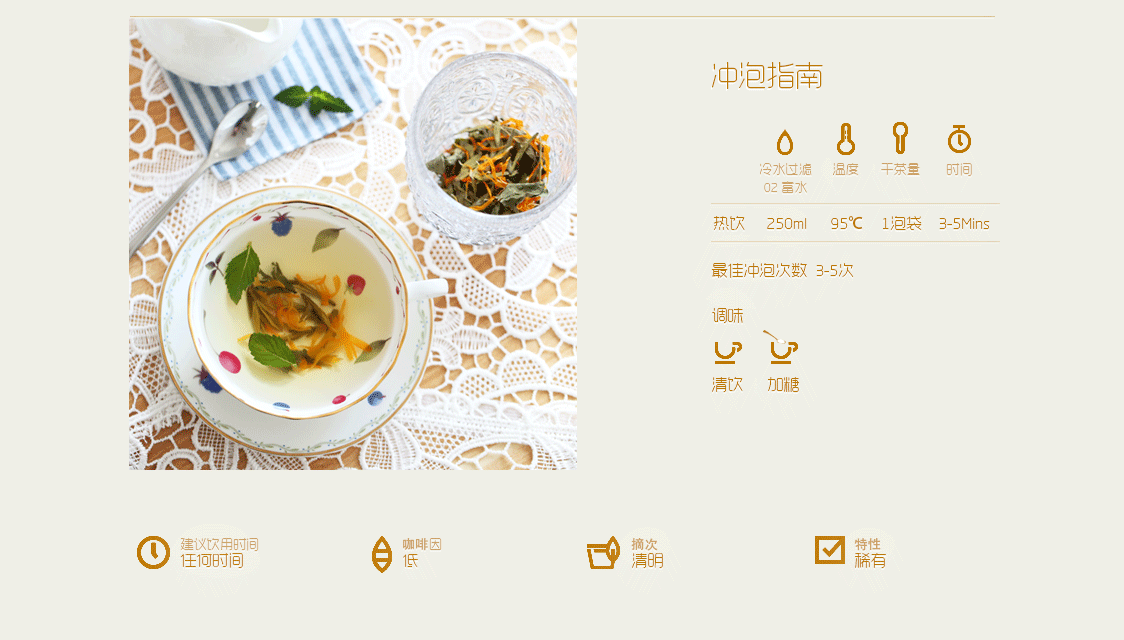 冲泡指南
冷水过滤 温度 干茶量 时间
02 富水
热饮 250ml 95℃ 1泡袋 3-5Mins
最佳冲泡次数 3-5次
调味
清饮 加糖
建议饮用时间 咖啡因 摘次 特性
任何时间 低 清明 稀有